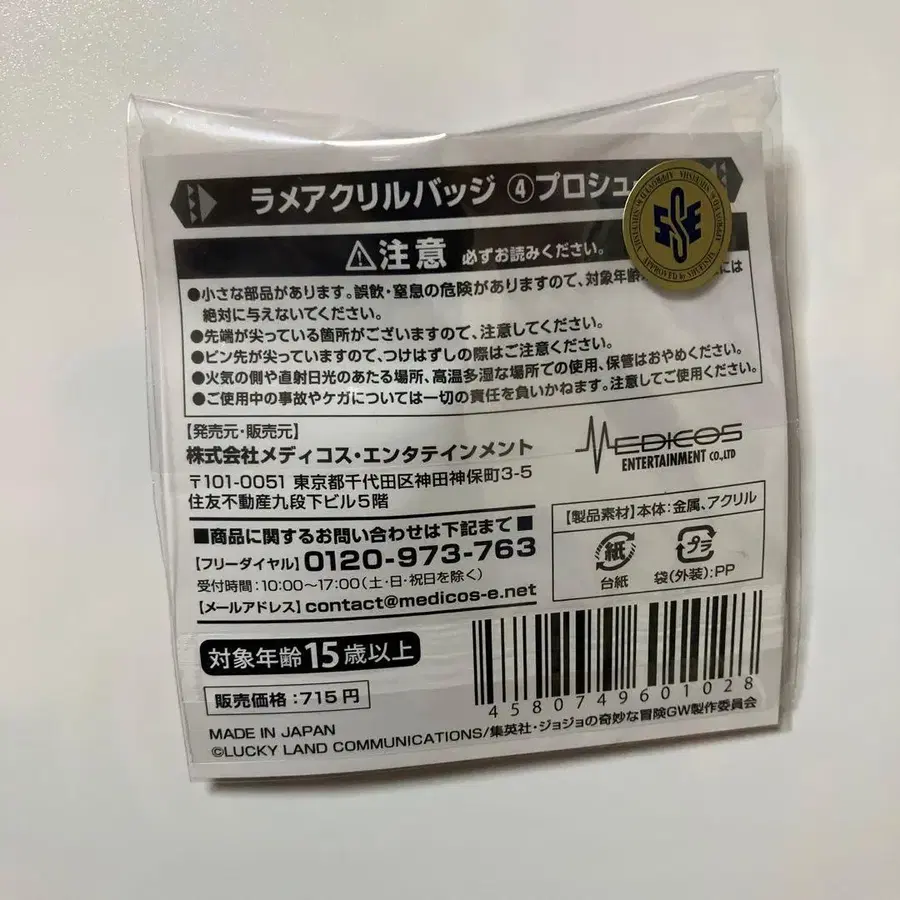 ラメアクリルバッジ ④プロシュ
SSE
APPROVED by SHUEISHA
⚠注意 必ずお読みください。
●小さな部品があります。誤飲・窒息の危険がありますので、対象年齢には
絶対に与えないでください。
●先端が尖っている箇所がございますので、注意してください。
●ピン先が尖っていますので、つけはずしの際はご注意ください。
●火気の側や直射日光のあたる場所、高温多湿な場所での使用、保管はおやめください。
●ご使用中の事故やケガについては一切の責任を負いかねます。注意してご使用ください。
【発売元・販売元】
株式会社メディコス・エンタテインメント
〒101-0051 東京都千代田区神田神保町3-5
住友不動産九段下ビル5階
MEDICOS
ENTERTAINMENT CO.,LTD
■商品に関するお問い合わせは下記まで■
【フリーダイヤル】0120-973-763
受付時間:10:00～17:00(土・日・祝日を除く)
【メールアドレス】contact@medicos-e.net
【製品素材】本体:金属、アクリル
紙 プラ
台紙 袋(外装):PP
対象年齢15歳以上
販売価格:715円
4580749601028
MADE IN JAPAN
©LUCKY LAND COMMUNICATIONS/集英社・ジョジョの奇妙な冒険GW製作委員会